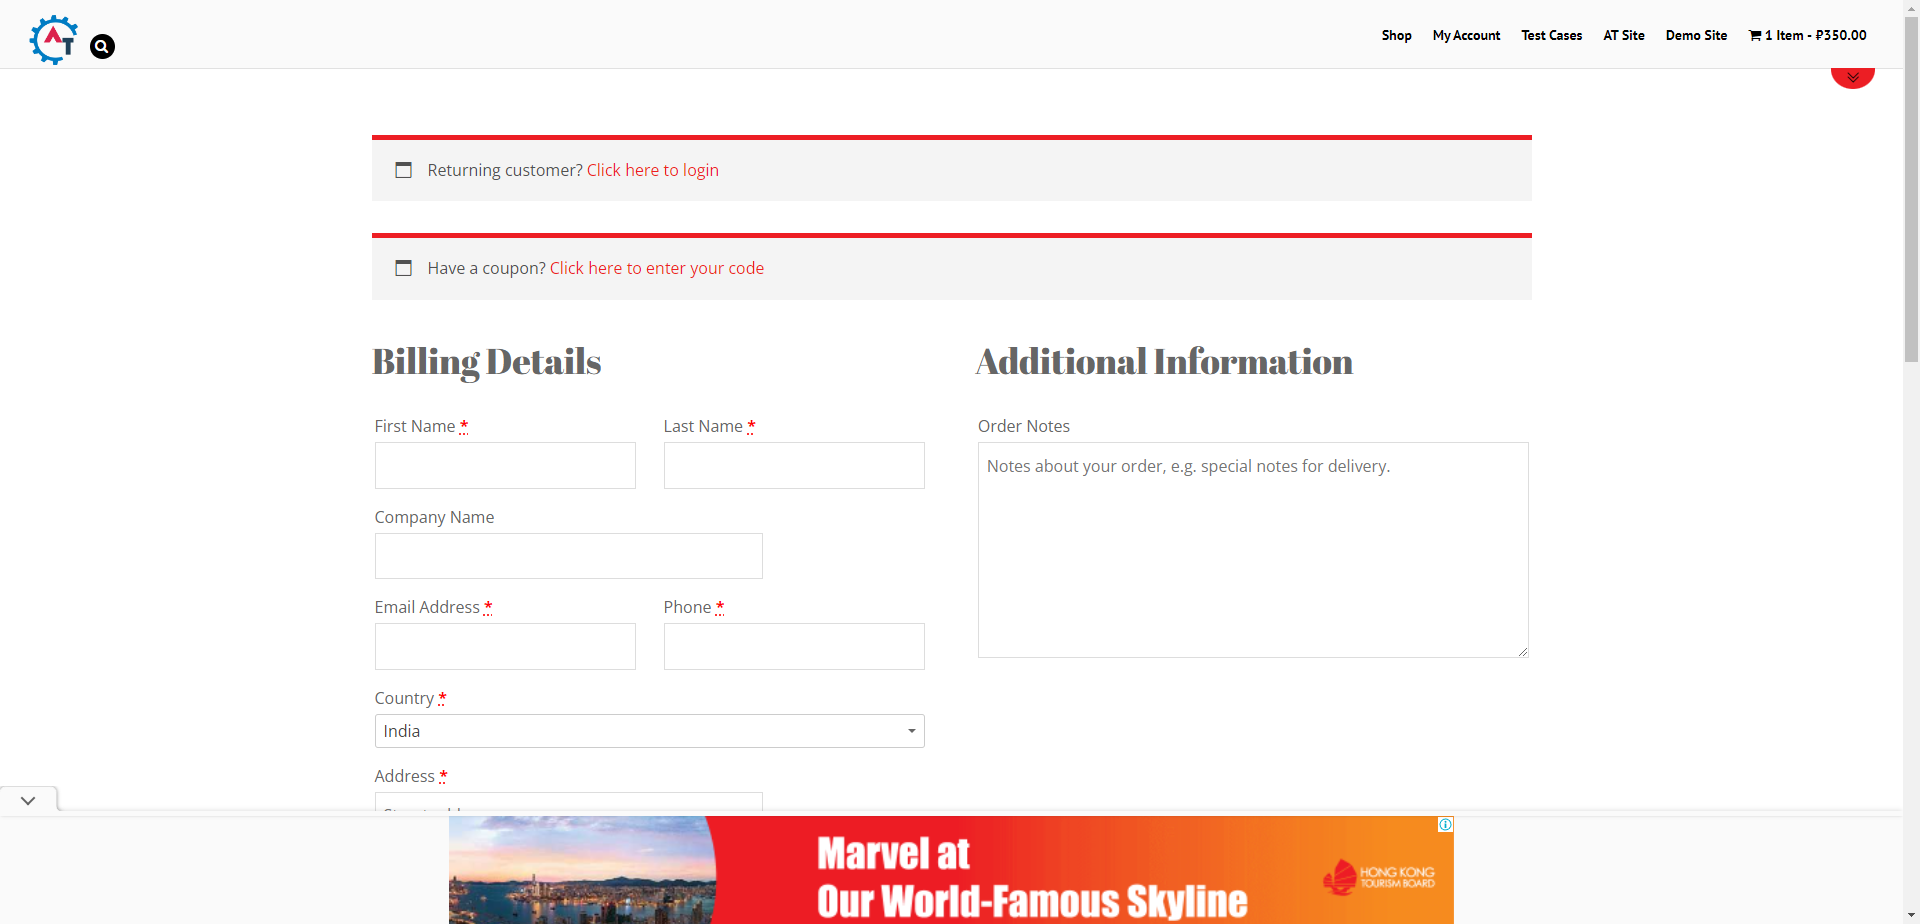 AT
Shop
My Account
Test Cases
AT Site
Demo Site
1 Item - ₽350.00
Returning customer? Click here to login
Have a coupon? Click here to enter your code
Billing Details
Additional Information
First Name *
Last Name *
Order Notes
Notes about your order, e.g. special notes for delivery.
Company Name
Email Address *
Phone *
Country *
India
Address *
Marvel at
Our World-Famous Skyline
HONG KONG
TOURISM BOARD